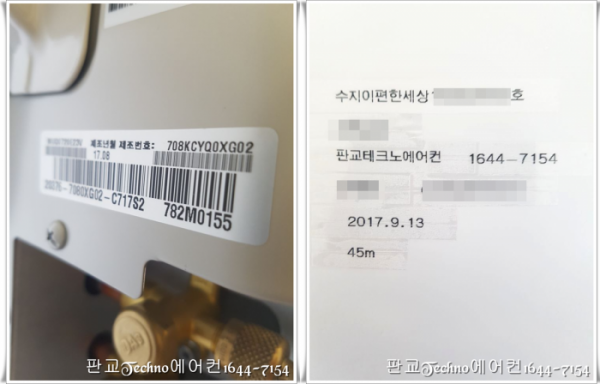 제조년월 제조번호: 708KCYQ0XG02
17.08
7080XG02-C717S2
782M0155
판교Techno에어컨1644-7154
수지이편한세상
호
판교테크노에어컨 1644-7154
2017.9.13
45m
판교Techno에어컨1644-7154